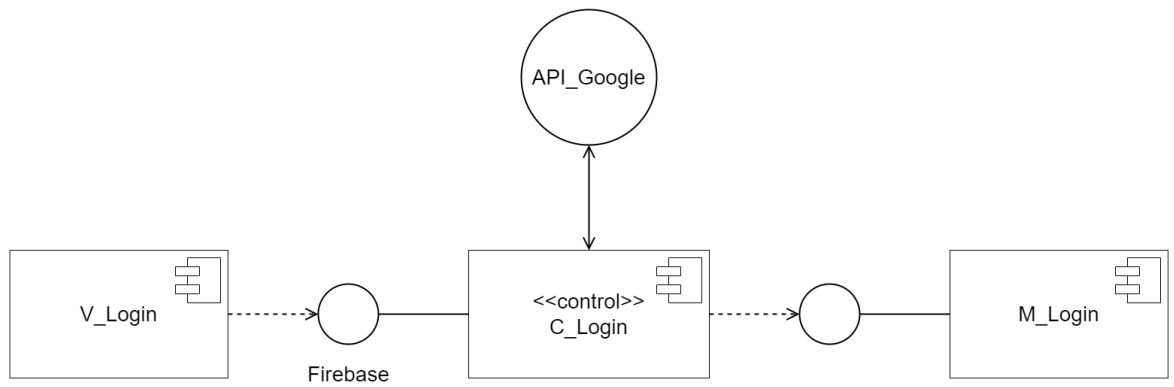 API_Google
V_Login
<<control>>
C_Login
M_Login
Firebase